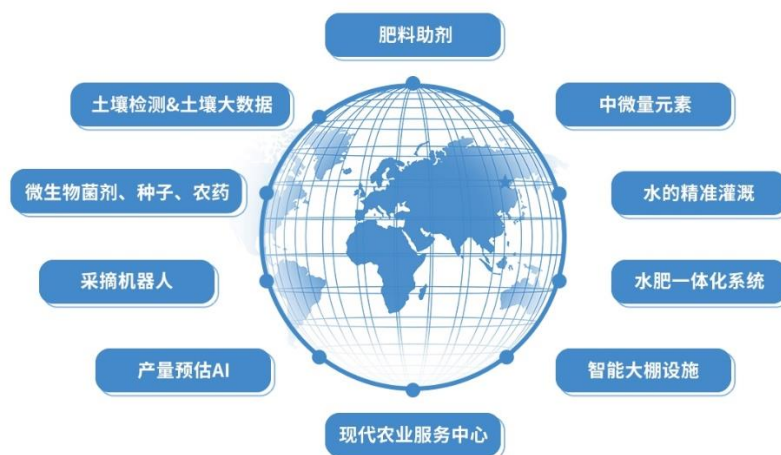 肥料助剂
土壤检测&土壤大数据
中微量元素
微生物菌剂、种子、农药
水的精准灌溉
采摘机器人
水肥一体化系统
产量预估AI
智能大棚设施
现代农业服务中心